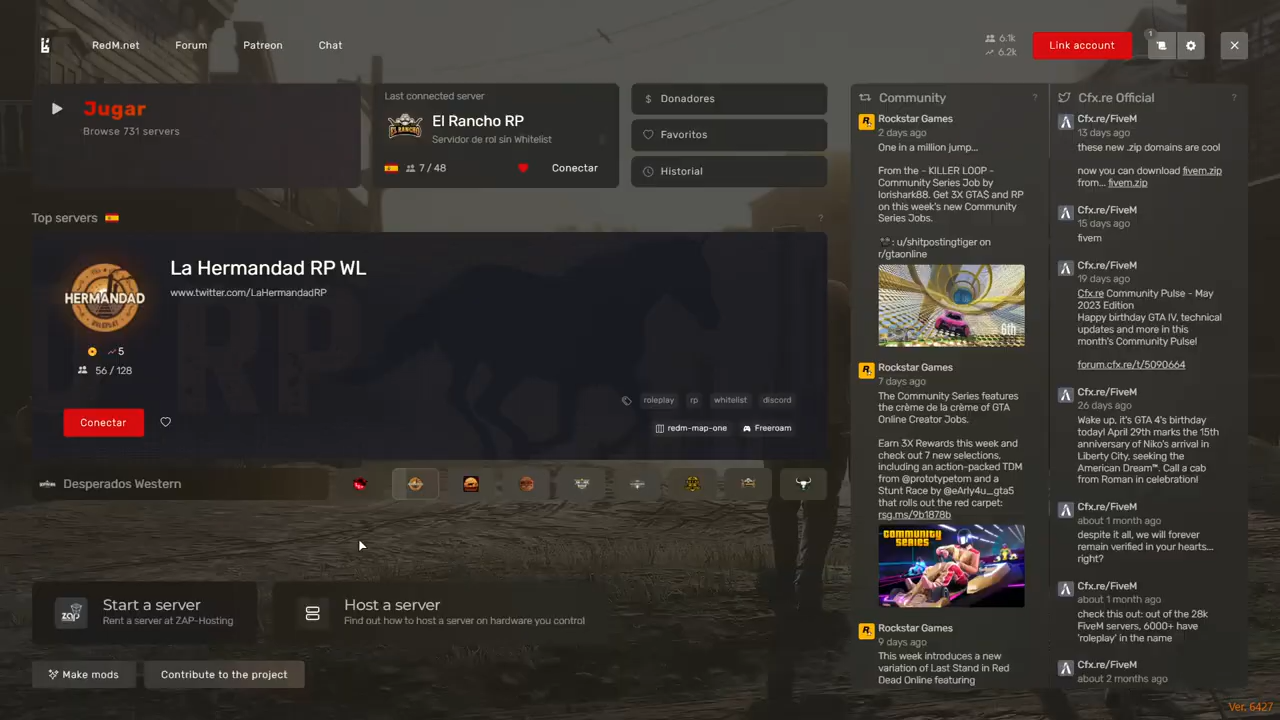 RedM.net
Forum
Patreon
Chat
6.1k
6.2k
Link account
1
Jugar
Browse 731 servers
Last connected server
EL RANCHO
El Rancho RP
Servidor de rol sin Whitelist
7 / 48
Conectar
$ Donadores
Favoritos
Historial
Top servers
?
HERMANDAD
La Hermandad RP WL
www.twitter.com/LaHermandadRP
5
56 / 128
Conectar
roleplay
rp
whitelist
discord
redm-map-one
Freeroam
Desperados Western
Start a server
Rent a server at ZAP-Hosting
Host a server
Find out how to host a server on hardware you control
Make mods
Contribute to the project
Community
?
Rockstar Games
2 days ago
One in a million jump...
From the - KILLER LOOP -
Community Series Job by
lorishark88. Get 3X GTA$ and RP
on this week's new Community
Series Jobs.
: u/shitpostingtiger on
r/gtaonline
6th
Rockstar Games
7 days ago
The Community Series features
the crème de la crème of GTA
Online Creator Jobs.
Earn 3X Rewards this week and
check out 7 new selections,
including an action-packed TDM
from @prototypetom and a
Stunt Race by @eArly4u_gta5
that rolls out the red carpet:
rsg.ms/9b1878b
COMMUNITY
SERIES
Rockstar Games
9 days ago
This week introduces a new
variation of Last Stand in Red
Dead Online featuring
Cfx.re Official
?
Cfx.re/FiveM
13 days ago
these new .zip domains are cool
now you can download fivem.zip
from... fivem.zip
Cfx.re/FiveM
15 days ago
fivem
Cfx.re/FiveM
19 days ago
Cfx.re Community Pulse - May
2023 Edition
Happy birthday GTA IV, technical
updates and more in this
month's Community Pulse!
forum.cfx.re/t/5090664
Cfx.re/FiveM
26 days ago
Wake up, it's GTA 4's birthday
today! April 29th marks the 15th
anniversary of Niko's arrival in
Liberty City, seeking the
American Dream™. Call a cab
from Roman in celebration!
Cfx.re/FiveM
about 1 month ago
despite it all, we will forever
remain verified in your hearts...
right?
Cfx.re/FiveM
about 1 month ago
check this out: out of the 28k
FiveM servers, 6000+ have
'roleplay' in the name
Cfx.re/FiveM
about 2 months ago
Ver. 6427